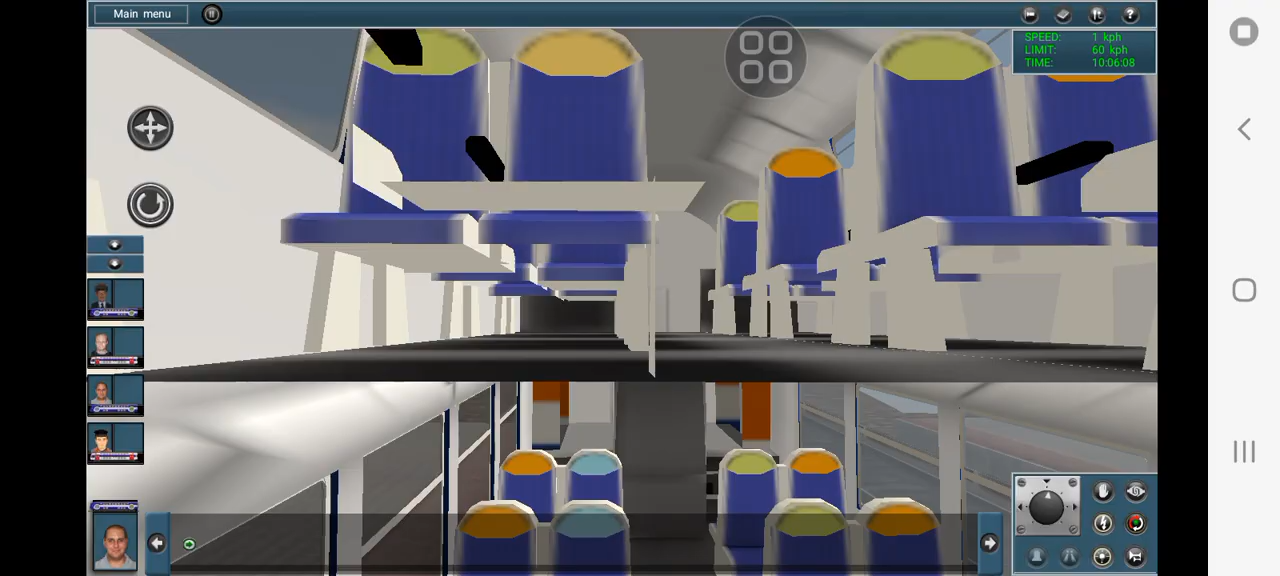 Main menu
?
SPEED: 1 kph
LIMIT: 60 kph
TIME: 10:06:08